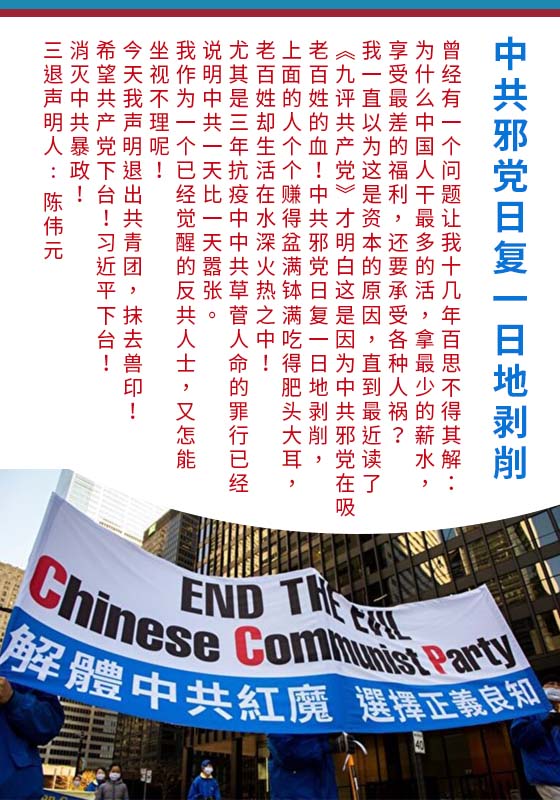 中共邪党日复一日地剥削
曾经有一个问题让我十几年百思不得其解：
为什么中国人干最多的活，拿最少的薪水，
享受最差的福利，还要承受各种人祸？
我一直以为这是资本的原因，直到最近读了
《九评共产党》才明白这是因为中共邪党在吸
老百姓的血！中共邪党日复一日地剥削，
上面的人个个赚得盆满钵满吃得肥头大耳，
老百姓却生活在水深火热之中！
尤其是三年抗疫中中共草菅人命的罪行已经
说明中共一天比一天嚣张。
我作为一个已经觉醒的反共人士，又怎能
坐视不理呢！
今天我声明退出共青团，抹去兽印！
希望共产党下台！习近平下台！
消灭中共暴政！
三退声明人：陈伟元
END THE EVIL
Chinese Communist Party
解體中共紅魔 選擇正義良知
40